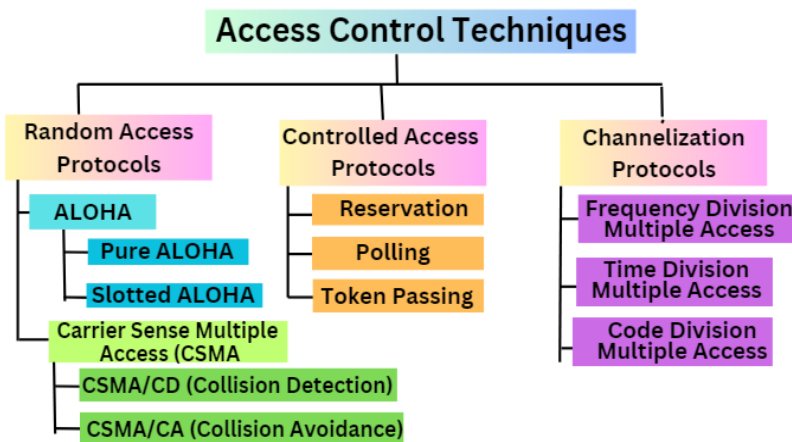 Access Control Techniques
Random Access
Protocols
ALOHA
Pure ALOHA
Slotted ALOHA
Carrier Sense Multiple
Access (CSMA
CSMA/CD (Collision Detection)
CSMA/CA (Collision Avoidance)
Controlled Access
Protocols
Reservation
Polling
Token Passing
Channelization
Protocols
Frequency Division
Multiple Access
Time Division
Multiple Access
Code Division
Multiple Access